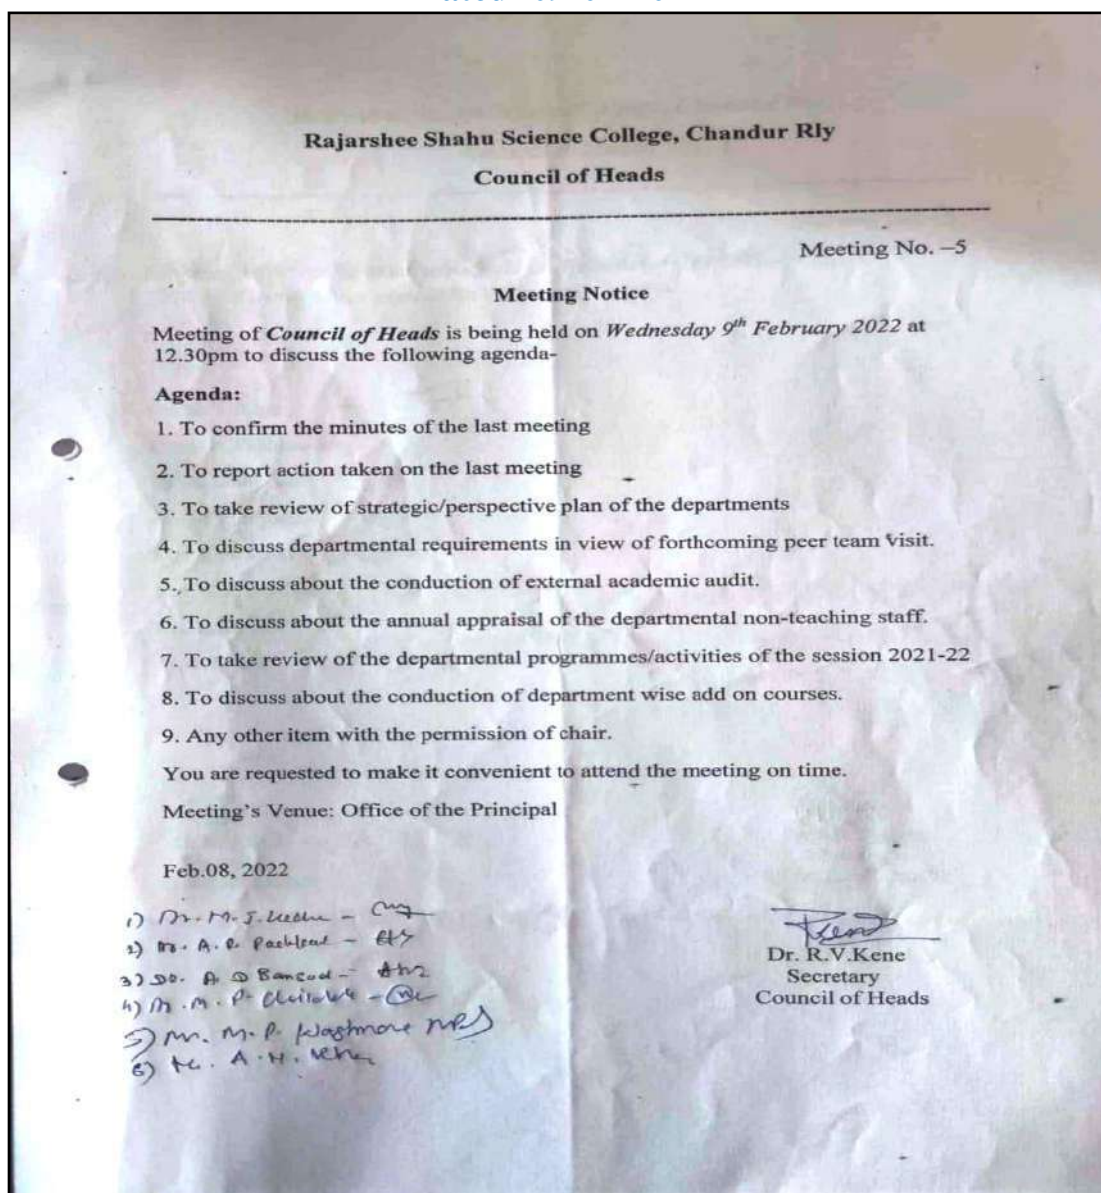 Rajarshee Shahu Science College, Chandur Rly
Council of Heads
Meeting No. –5
Meeting Notice
Meeting of Council of Heads is being held on Wednesday 9th February 2022 at
12.30pm to discuss the following agenda-
Agenda:
1. To confirm the minutes of the last meeting
2. To report action taken on the last meeting
3. To take review of strategic/perspective plan of the departments
4. To discuss departmental requirements in view of forthcoming peer team visit.
5. To discuss about the conduction of external academic audit.
6. To discuss about the annual appraisal of the departmental non-teaching staff.
7. To take review of the departmental programmes/activities of the session 2021-22
8. To discuss about the conduction of department wise add on courses.
9. Any other item with the permission of chair.
You are requested to make it convenient to attend the meeting on time.
Meeting's Venue: Office of the Principal
Feb.08, 2022
1) Dr. M. J.
2) A.
3) A D Bansod
4) M. P.
5) Mr. M. P.
6) A. H.
Dr. R.V.Kene
Secretary
Council of Heads